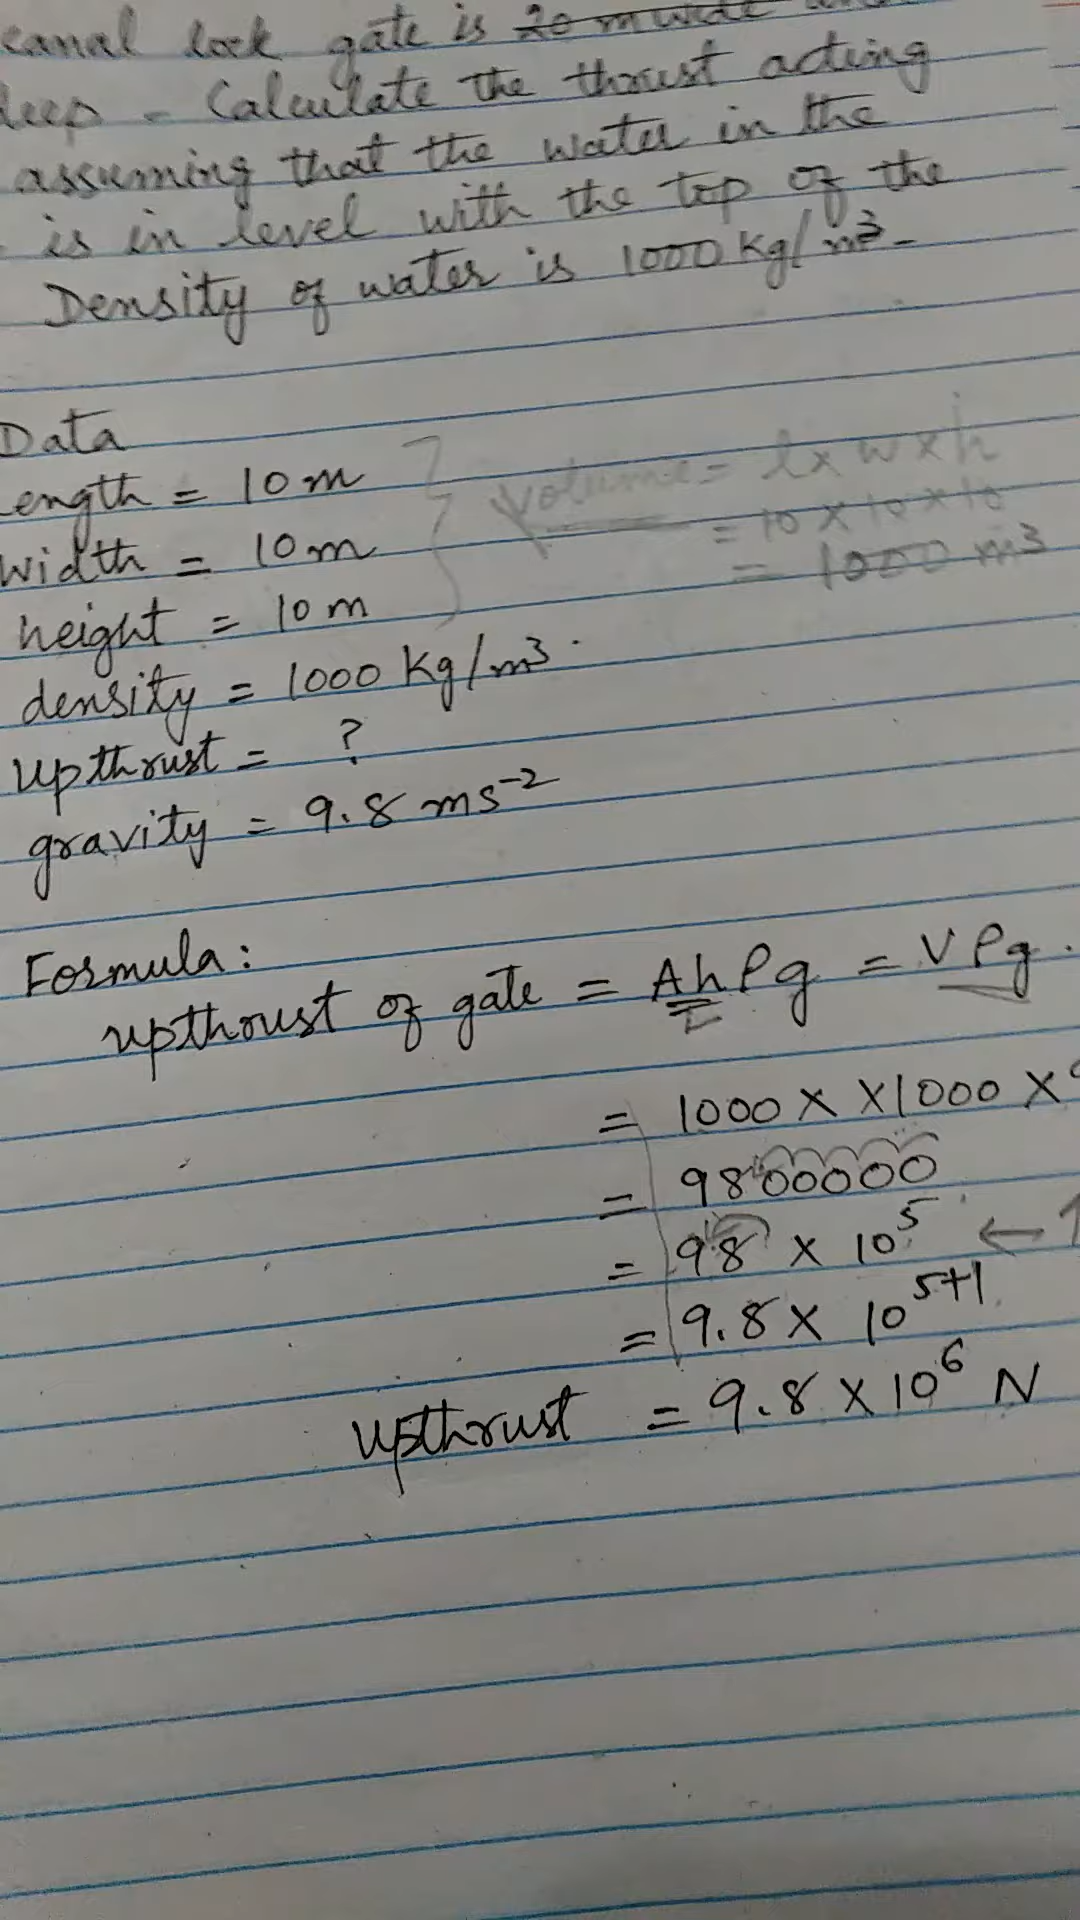 canal lock gate is 20 m wide
deep - Calculate the thrust acting
assuming that the water in the
is in level with the top of the
Density of water is 1000 kg/m³-
Data
Length = 10 m
width = 10 m
height = 10 m
volume = l x w x h
= 10 x 10 x 10
= 1000 m³
density = 1000 kg/m³.
upthrust = ?
gravity = 9.8 ms⁻²
Formula:
upthrust of gate = Ahρg = Vρg.
= 1000 x x1000 x
= 9800000
= 98 x 10⁵ ←
= 9.8 x 10⁵⁺¹
upthrust = 9.8 x 10⁶ N